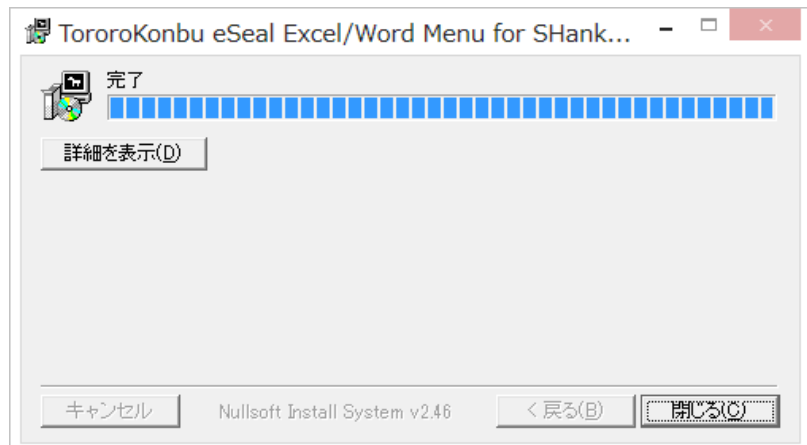 TororoKonbu eSeal Excel/Word Menu for SHank...
完了
詳細を表示(D)
キャンセル
Nullsoft Install System v2.46
< 戻る(B)
閉じる(C)